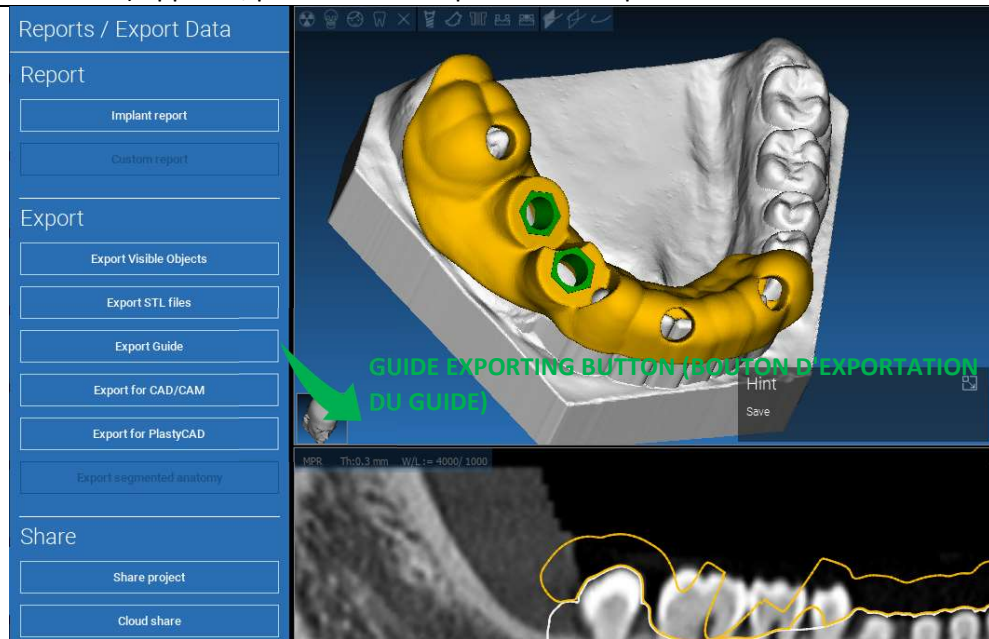 Reports / Export Data
Report
Implant report
Custom report
Export
Export Visible Objects
Export STL files
Export Guide
Export for CAD/CAM
Export for PlastyCAD
Export segmented anatomy
Share
Share project
Cloud share
GUIDE EXPORTING BUTTON (BOUTON D'EXPORTATION
DU GUIDE)
Hint
Save
MPR Th:0.3 mm W/L := 4000/ 1000